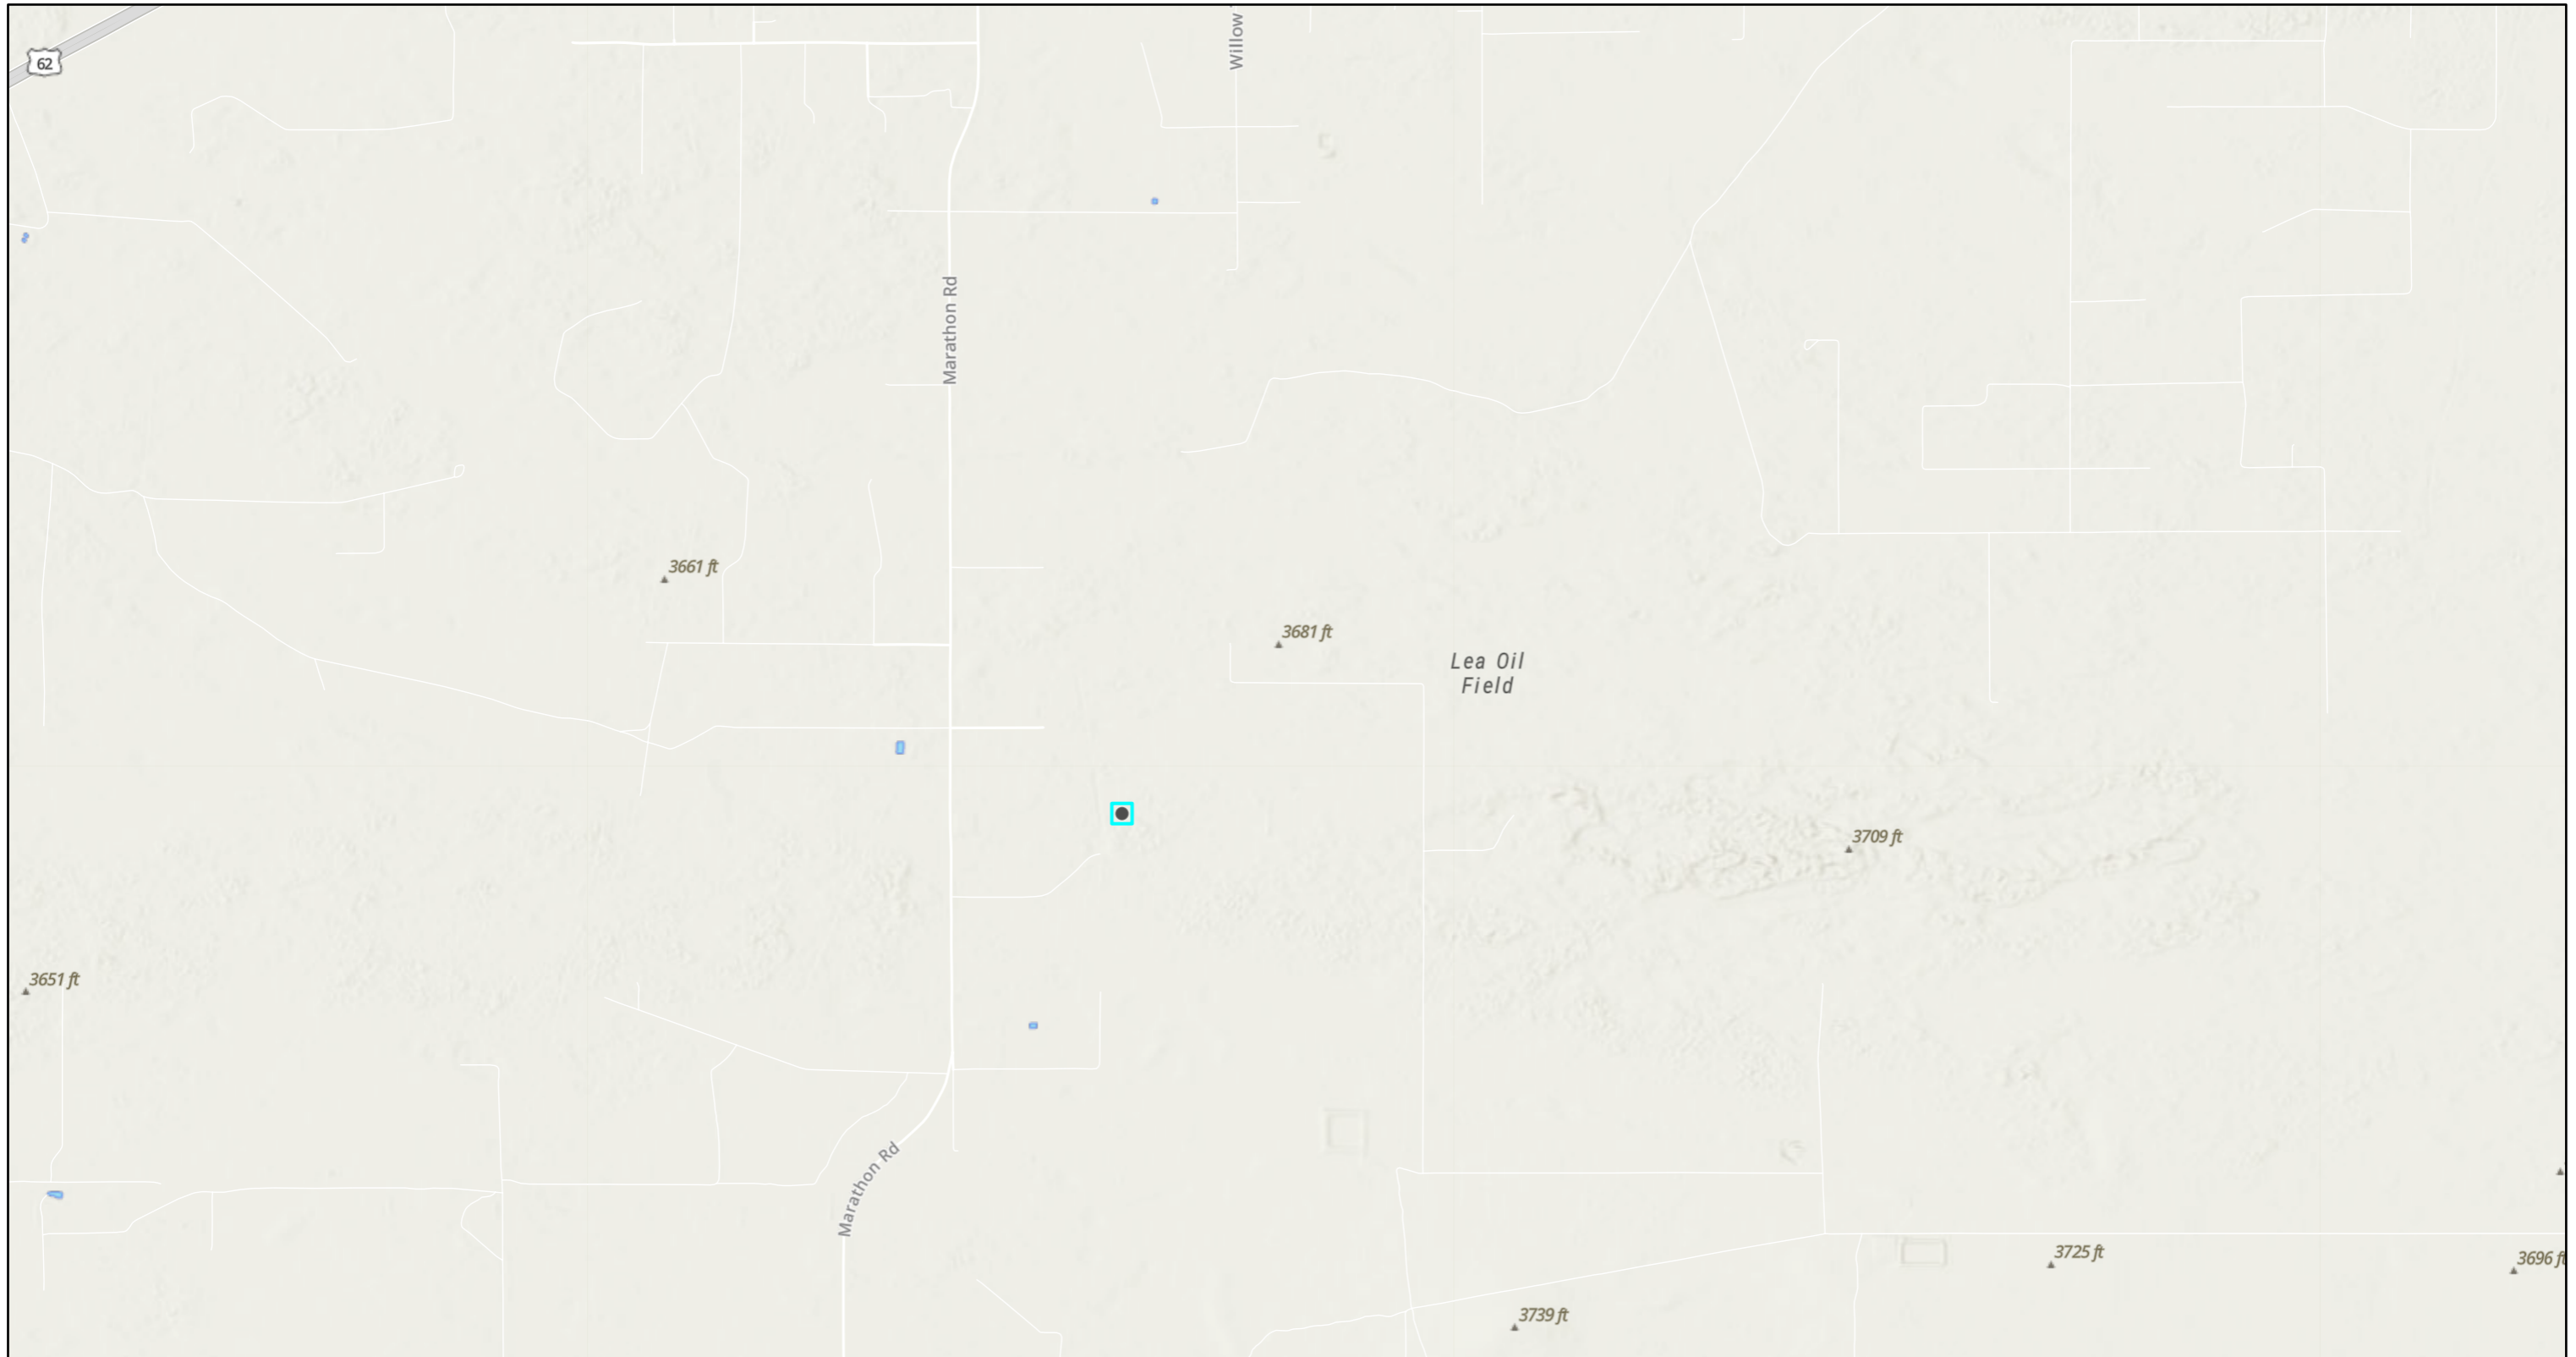 Willow
62
Marathon Rd
3661 ft
3681 ft
Lea Oil
Field
3709 ft
3651 ft
Marathon Rd
3725 ft
3696 ft
3739 ft